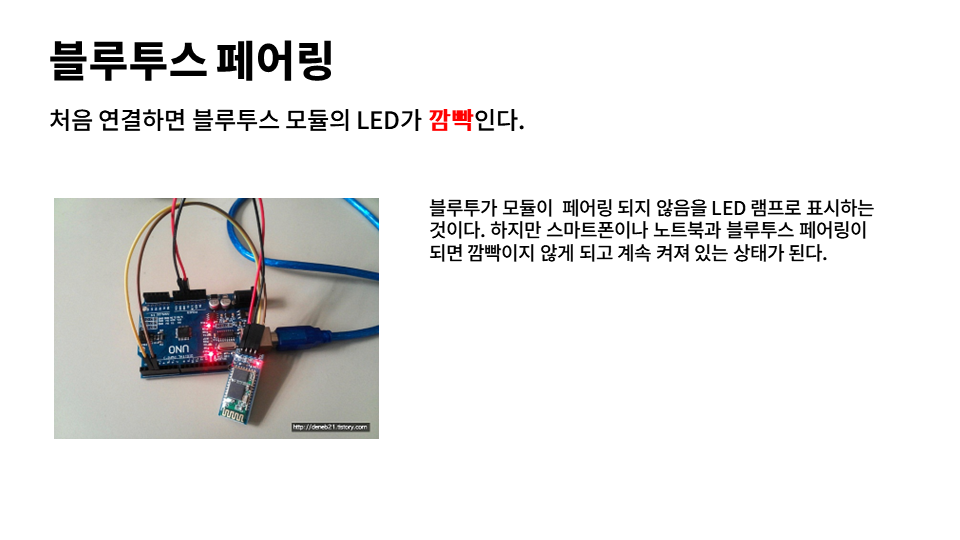 블루투스 페어링
처음 연결하면 블루투스 모듈의 LED가 깜빡인다.
블루투가 모듈이  페어링 되지 않음을 LED 램프로 표시하는
것이다. 하지만 스마트폰이나 노트북과 블루투스 페어링이
되면 깜빡이지 않게 되고 계속 켜져 있는 상태가 된다.
UNO
http://deneb21.tistory.com